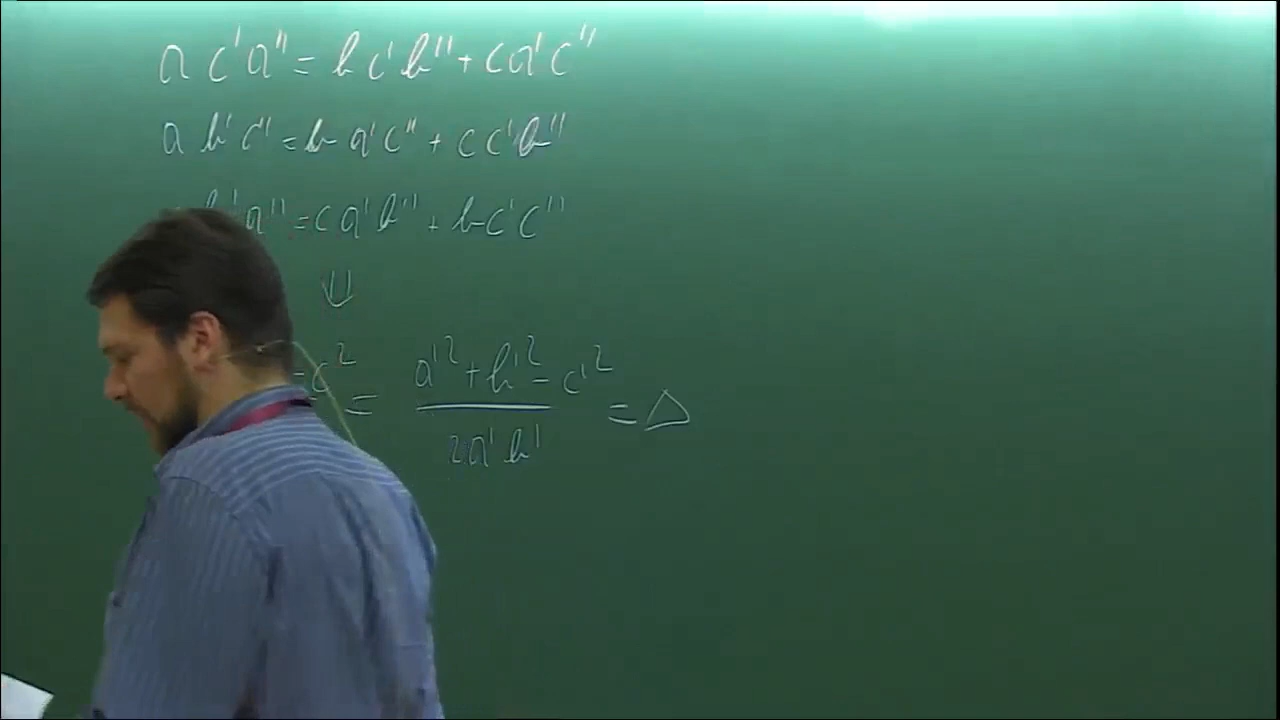 a c' a'' = b c' b'' + c a' c''
a b' c'' = b a' c'' + c c' b''
b' a'' = c a' b'' + b c' c''
⇓
- c² = (a'² + b'² - c'²) / (2a' b') = Δ